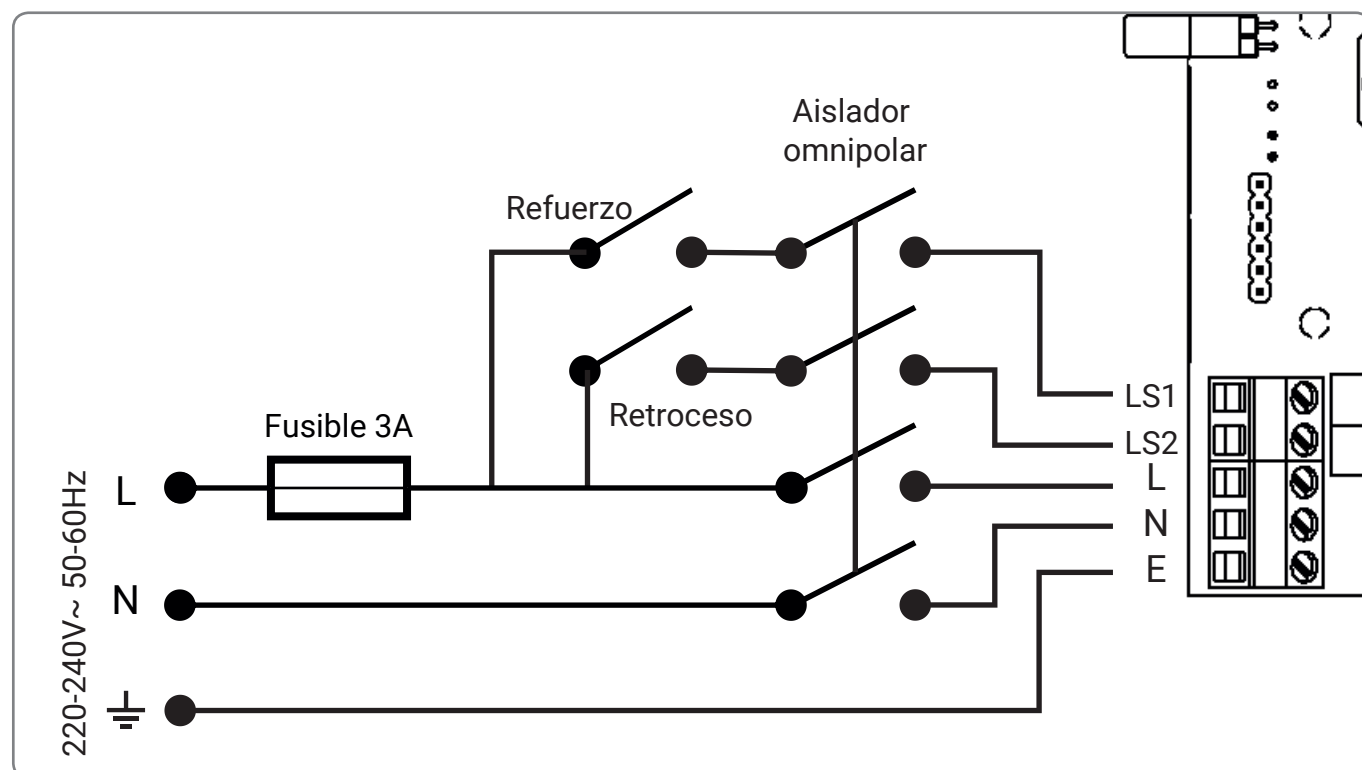 Aislador
omnipolar
Refuerzo
Retroceso
Fusible 3A
220-240V~ 50-60Hz
L
N
LS1
LS2
L
N
E